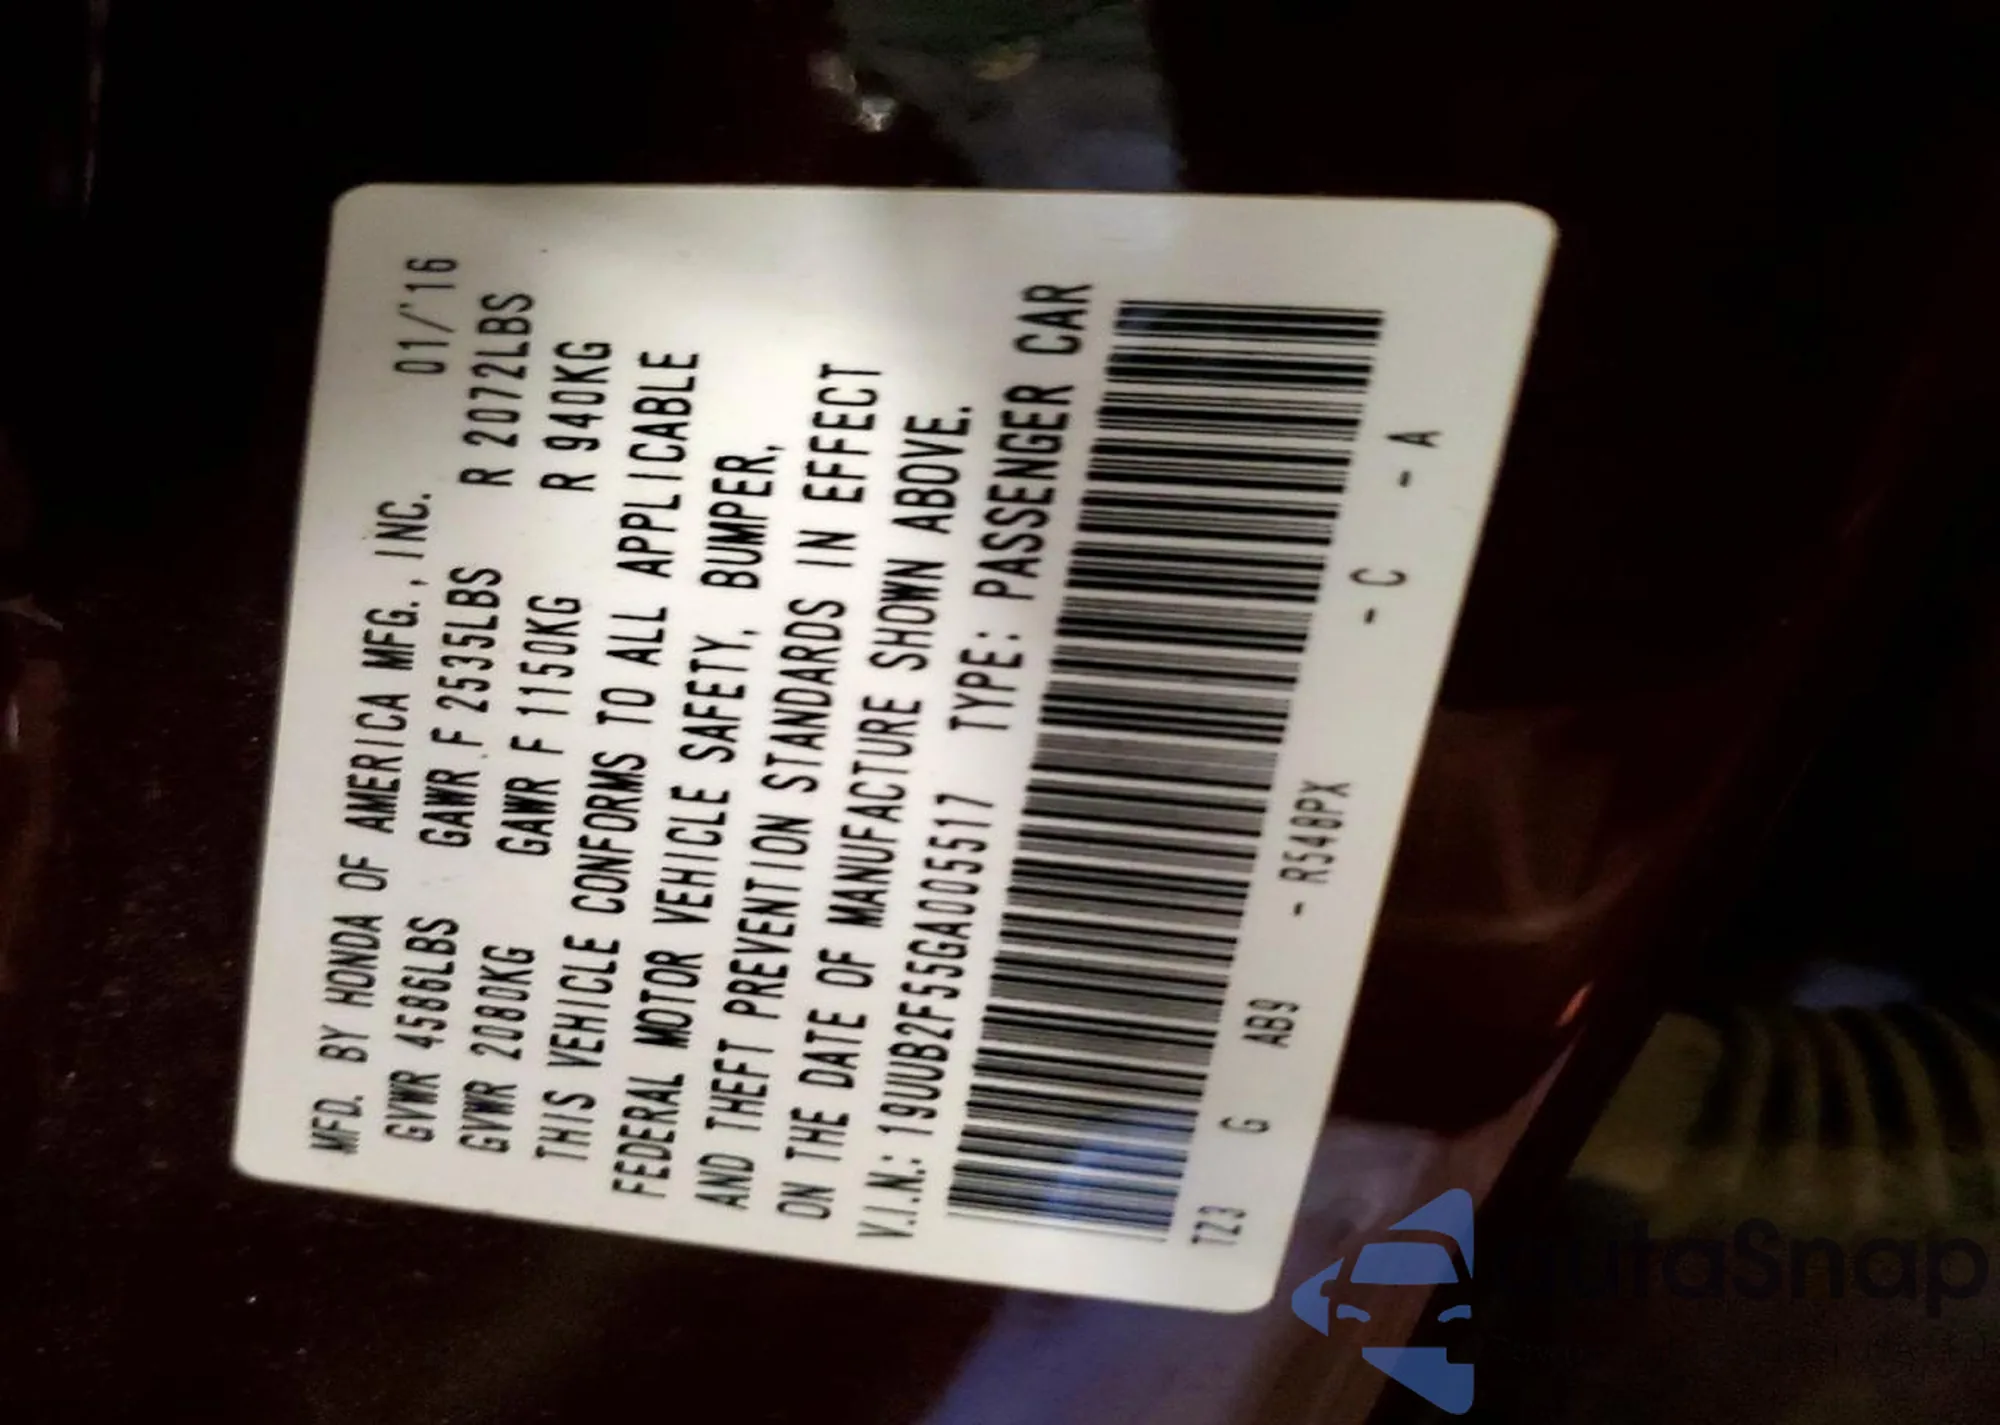 MFD. BY HONDA OF AMERICA MFG.,INC. 01/'16
GVWR 4586LBS GAWR F 2535LBS R 2072LBS
GVWR 2080KG GAWR F 1150KG R 940KG
THIS VEHICLE CONFORMS TO ALL APPLICABLE
FEDERAL MOTOR VEHICLE SAFETY, BUMPER,
AND THEFT PREVENTION STANDARDS IN EFFECT
ON THE DATE OF MANUFACTURE SHOWN ABOVE.
V.I.N.: 19UUB2F55GA005517 TYPE: PASSENGER CAR
TZ3 G AB9 - R548PX - C - A
AutaSnap